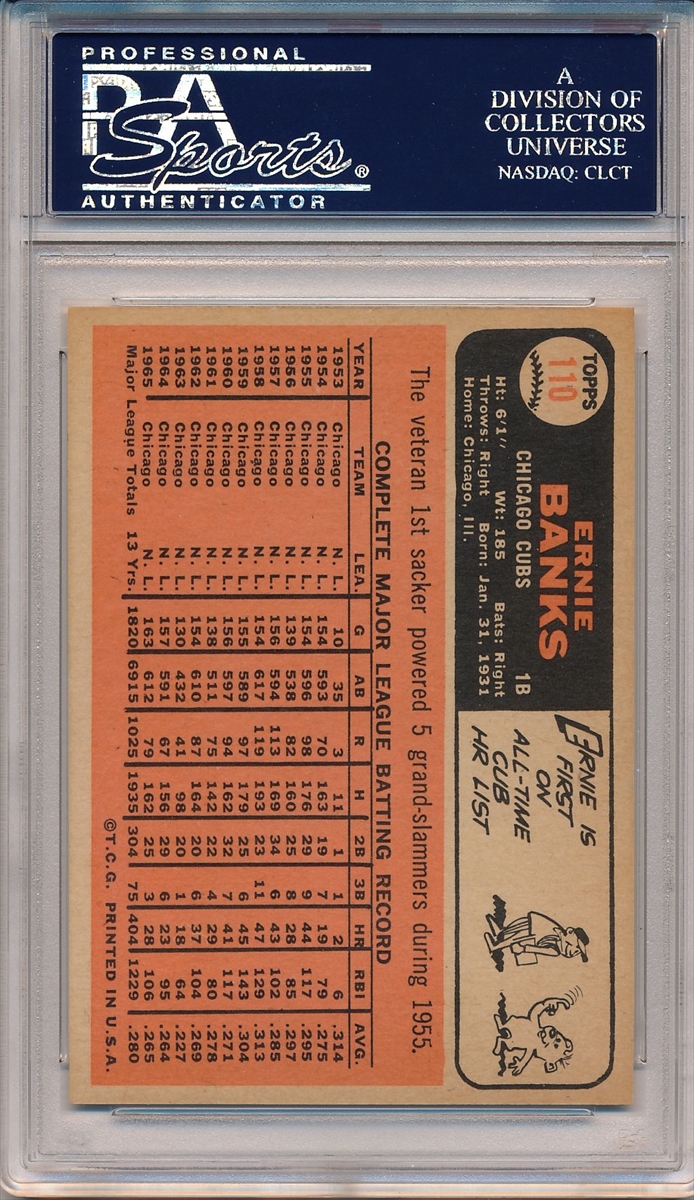 PROFESSIONAL
PSA
Sports®
AUTHENTICATOR
A
DIVISION OF
COLLECTORS
UNIVERSE
NASDAQ: CLCT
TOPPS
110
ERNIE
BANKS
CHICAGO CUBS 1B
Ht: 6'1" Wt: 185 Bats: Right
Throws: Right Born: Jan. 31, 1931
Home: Chicago, Ill.
ERNIE IS
FIRST
ON
ALL-TIME
CUB
HR LIST
The veteran 1st sacker powered 5 grand-slammers during 1955.
COMPLETE MAJOR LEAGUE BATTING RECORD
YEAR TEAM LEA. G AB R H 2B 3B HR RBI AVG.
1953 Chicago N. L. 10 35 3 11 1 1 2 6 .314
1954 Chicago N. L. 154 593 70 163 19 7 19 79 .275
1955 Chicago N. L. 154 596 98 176 29 9 44 117 .295
1956 Chicago N. L. 139 538 82 160 25 8 28 85 .297
1957 Chicago N. L. 156 594 113 169 34 6 43 102 .285
1958 Chicago N. L. 154 617 119 193 23 11 47 129 .313
1959 Chicago N. L. 155 589 97 179 25 6 45 143 .304
1960 Chicago N. L. 156 597 94 162 32 7 41 117 .271
1961 Chicago N. L. 138 511 75 142 22 4 29 80 .278
1962 Chicago N. L. 154 610 87 164 20 6 37 104 .269
1963 Chicago N. L. 130 432 41 98 20 1 18 64 .227
1964 Chicago N. L. 157 591 67 156 29 6 23 95 .264
1965 Chicago N. L. 163 612 79 162 25 3 28 106 .265
Major League Totals 13 Yrs. 1820 6915 1025 1935 304 75 404 1229 .280
©T.C.G. PRINTED IN U.S.A.